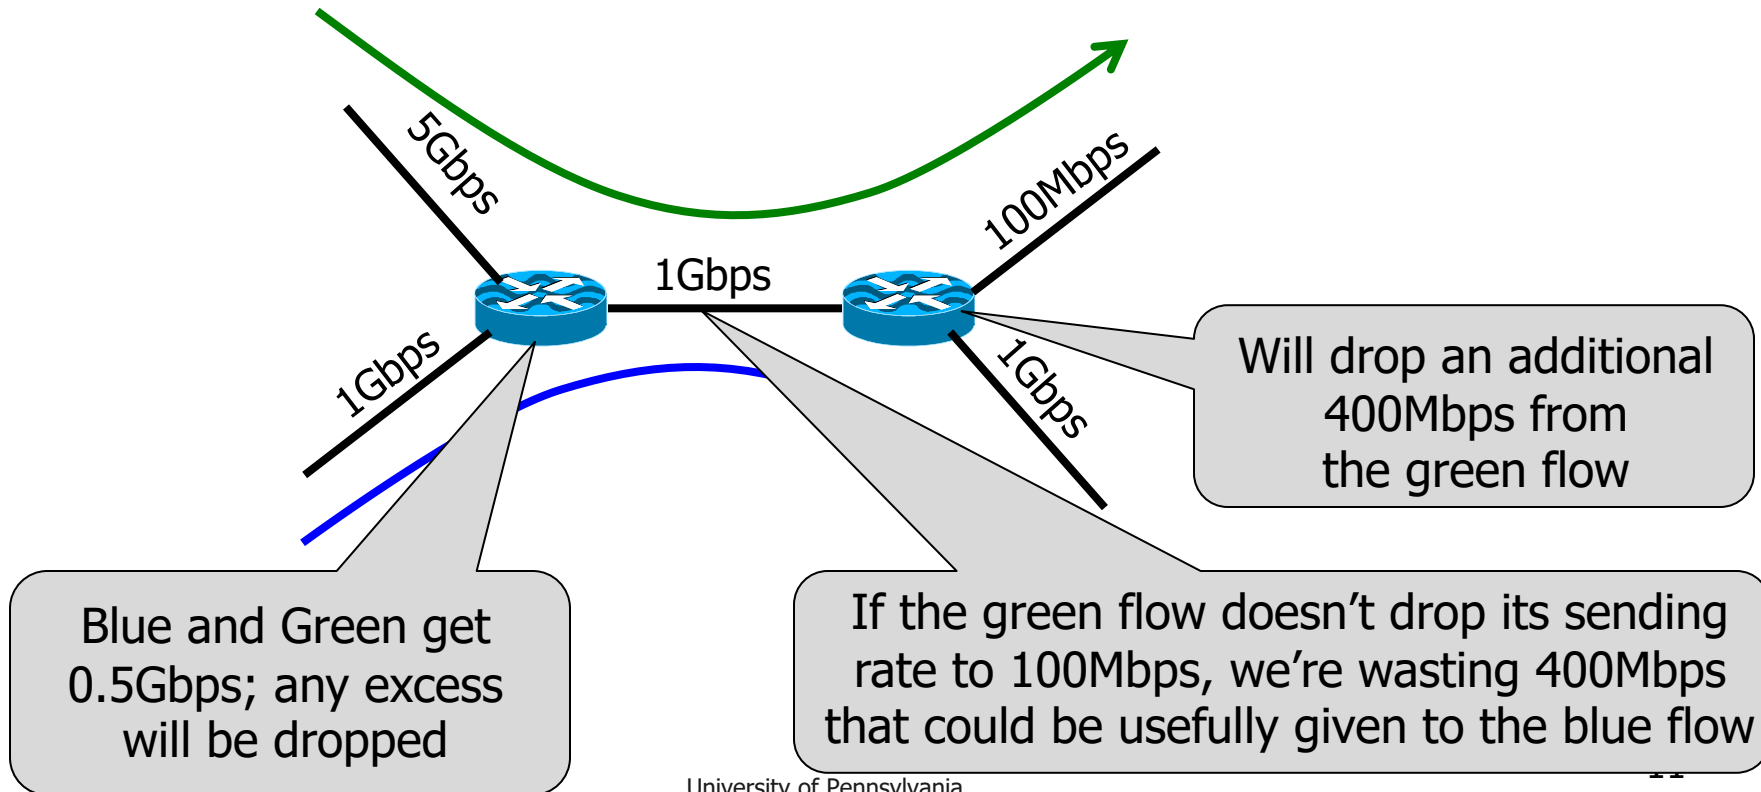 5Gbps
100Mbps
1Gbps
1Gbps
1Gbps
Will drop an additional
400Mbps from
the green flow
Blue and Green get
0.5Gbps; any excess
will be dropped
If the green flow doesn’t drop its sending
rate to 100Mbps, we’re wasting 400Mbps
that could be usefully given to the blue flow
University of Pennsylvania